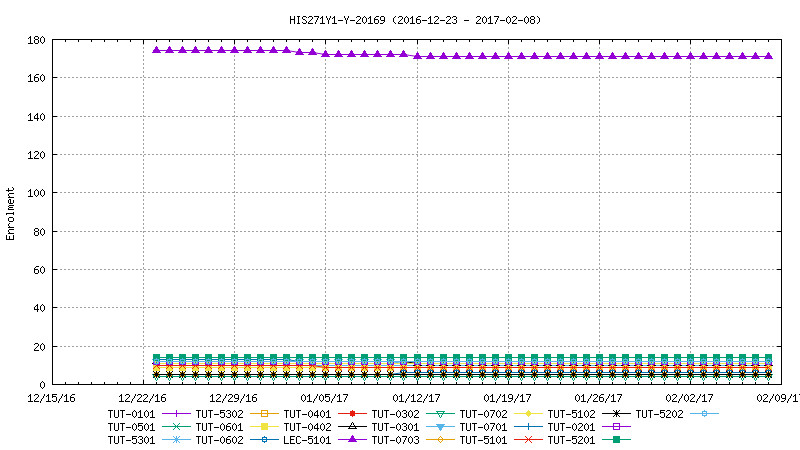 HIS271Y1-Y-20169 (2016-12-23 - 2017-02-08)
180
160
140
120
100
80
60
40
20
0
Enrolment
12/15/16 12/22/16 12/29/16 01/05/17 01/12/17 01/19/17 01/26/17 02/02/17 02/09/17
TUT-0101 TUT-5302 TUT-0401 TUT-0302 TUT-0702 TUT-5102 TUT-5202
TUT-0501 TUT-0601 TUT-0402 TUT-0301 TUT-0701 TUT-0201
TUT-5301 TUT-0602 LEC-5101 TUT-0703 TUT-5101 TUT-5201